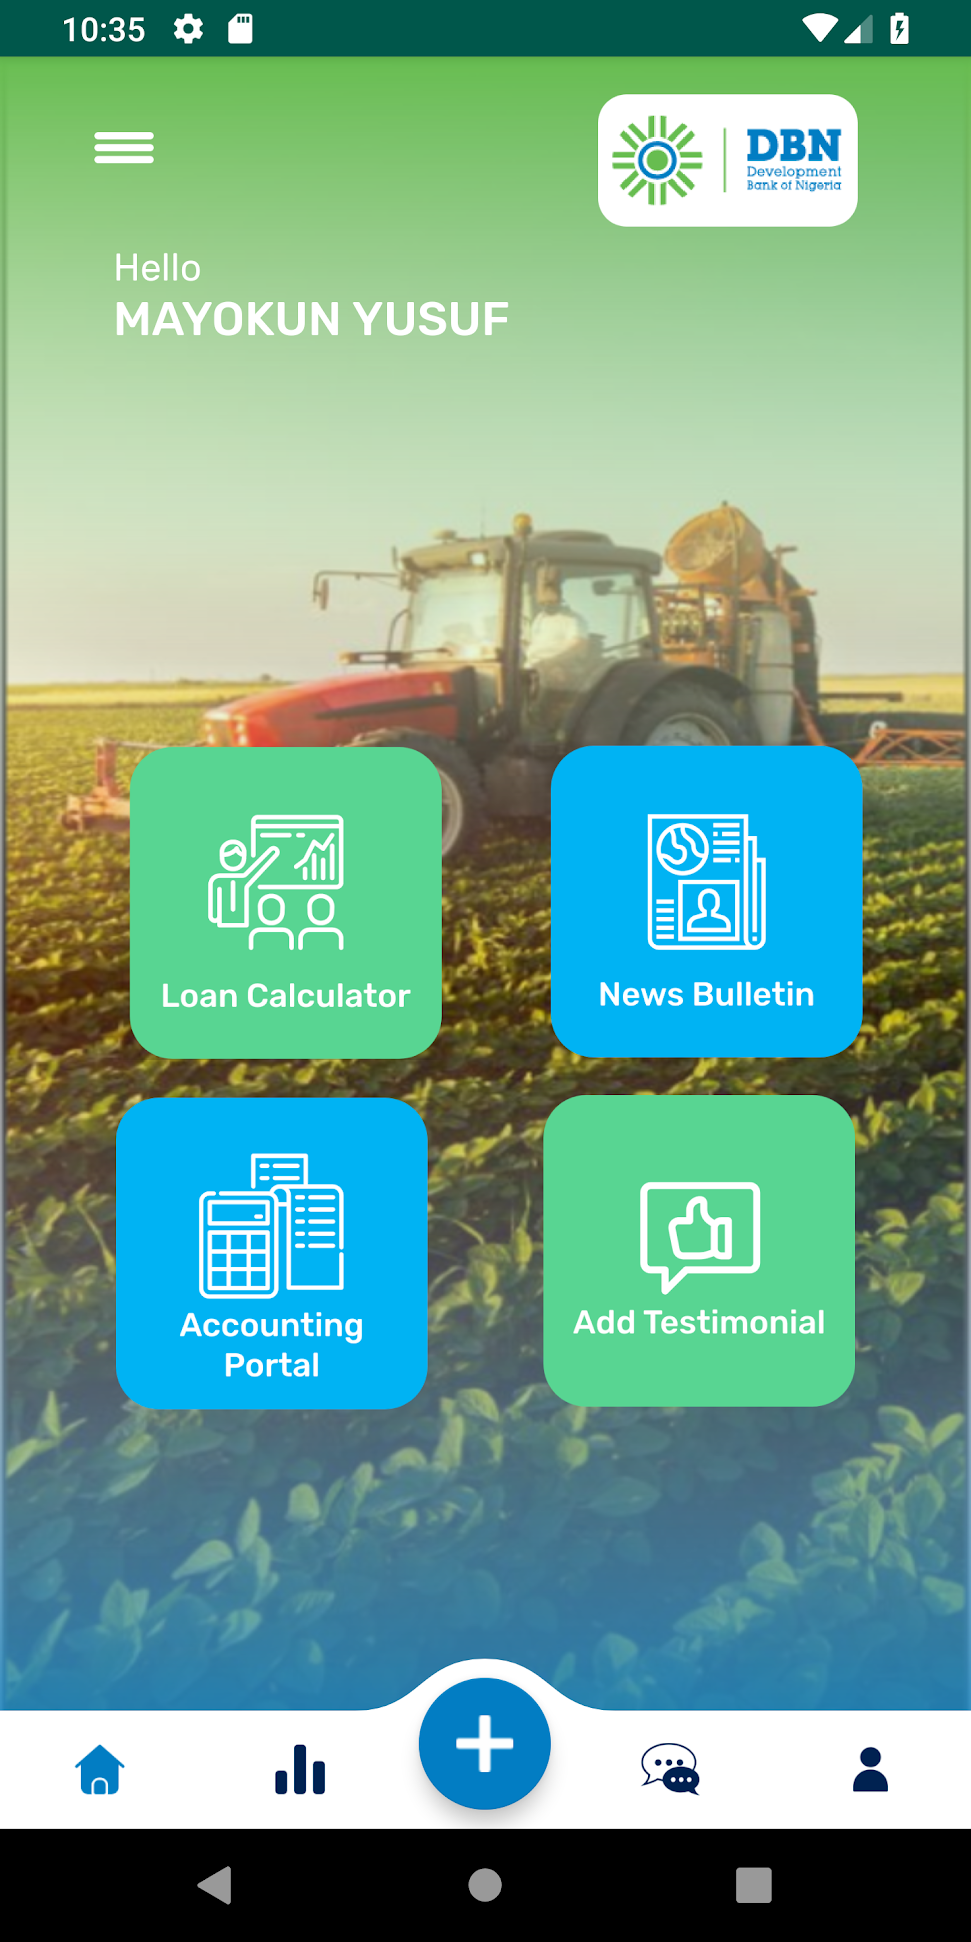 10:35
DBN
Development
Bank of Nigeria
Hello
MAYOKUN YUSUF
Loan Calculator
News Bulletin
Accounting
Portal
Add Testimonial